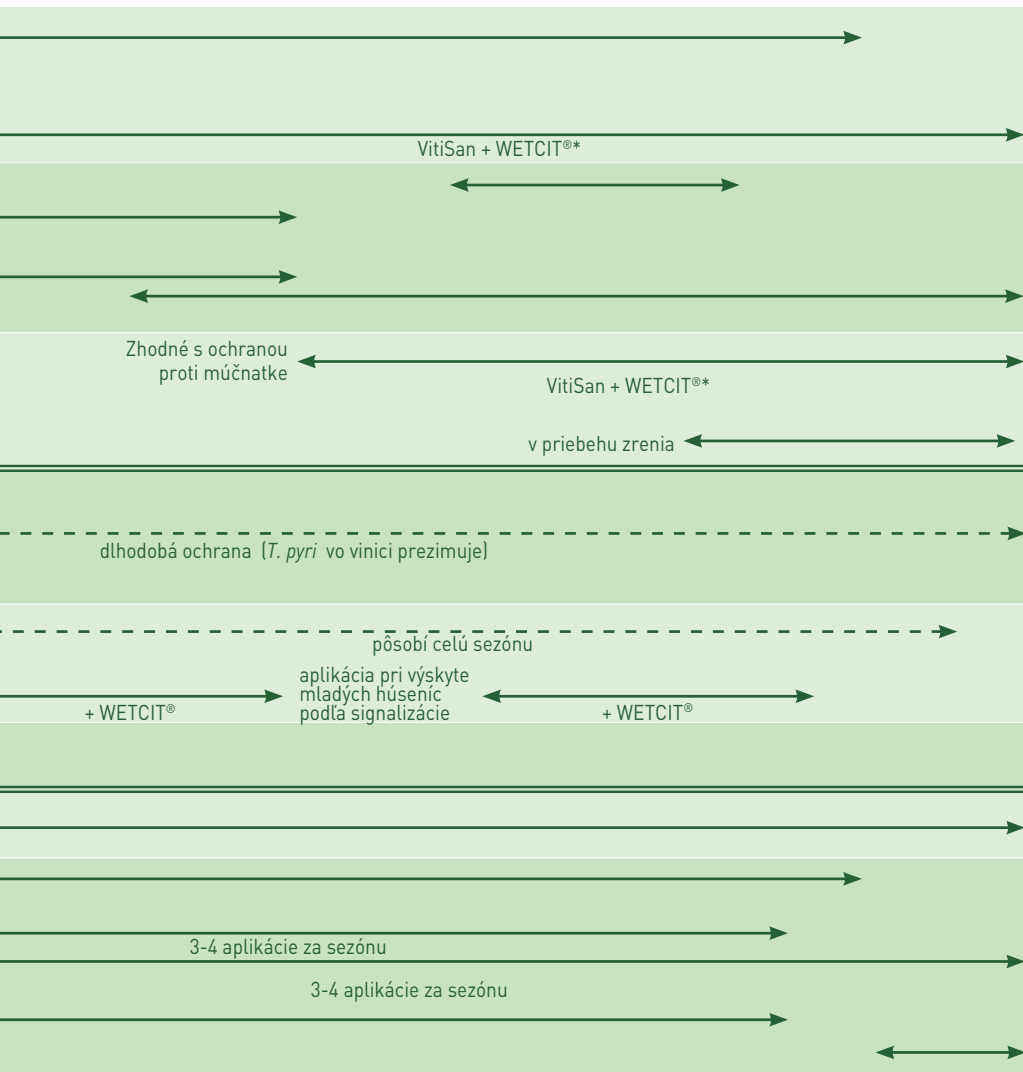 VitiSan + WETCIT®*
Zhodné s ochranou
proti múčnatke
VitiSan + WETCIT®*
v priebehu zrenia
dlhodobá ochrana (T. pyri vo vinici prezimuje)
pôsobí celú sezónu
aplikácia pri výskyte
mladých húseníc
podľa signalizácie
+ WETCIT®
+ WETCIT®
3-4 aplikácie za sezónu
3-4 aplikácie za sezónu